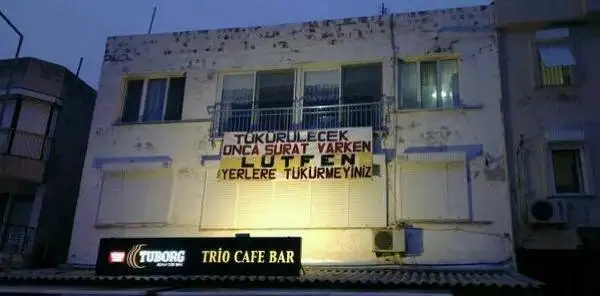 TÜKÜRÜLECEK
ONCA SURAT VARKEN
LÜTFEN
YERLERE TÜKÜRMEYİNİZ
TUBORG TRİO CAFE BAR